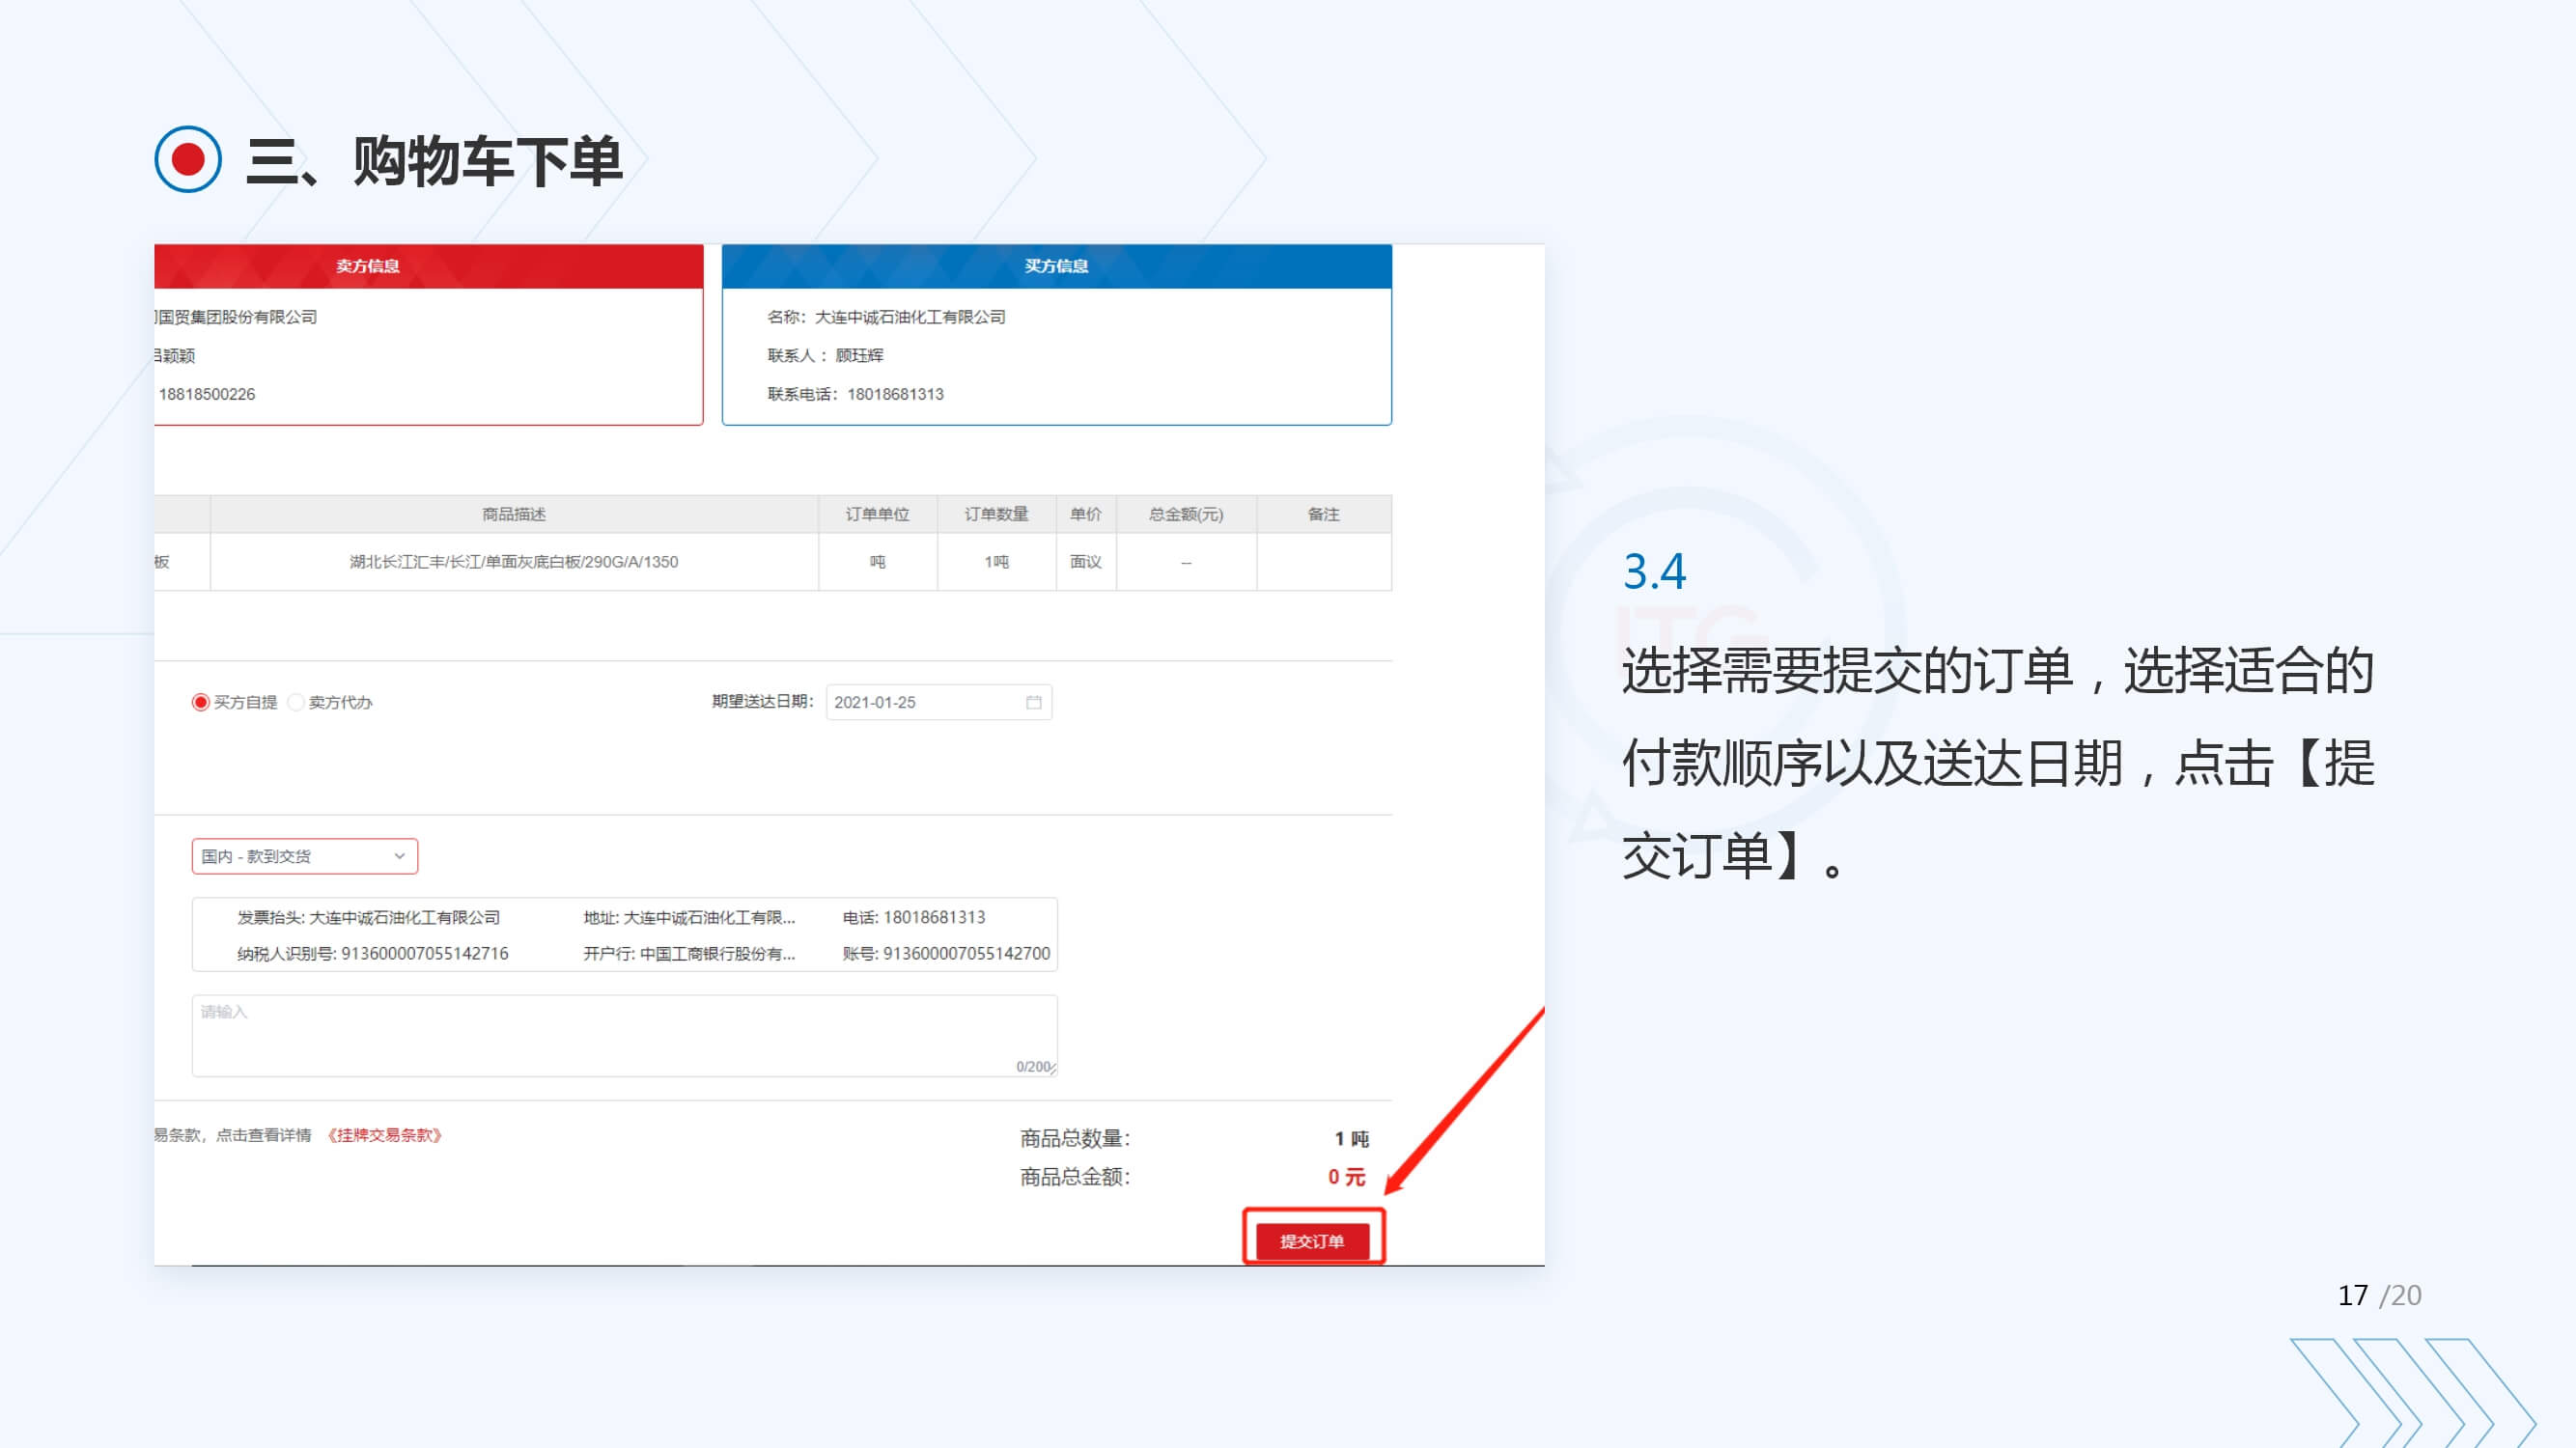 三、购物车下单
卖方信息
国贸集团股份有限公司
颖颖
18818500226
买方信息
名称：大连中诚石油化工有限公司
联系人：顾珏辉
联系电话：18018681313
商品描述 订单单位 订单数量 单价 总金额(元) 备注
板 湖北长江汇丰/长江/单面灰底白板/290G/A/1350 吨 1吨 面议 --
买方自提 卖方代办 期望送达日期： 2021-01-25
国内 - 款到交货
发票抬头: 大连中诚石油化工有限公司 地址: 大连中诚石油化工有限... 电话: 18018681313
纳税人识别号: 913600007055142716 开户行: 中国工商银行股份有... 账号: 913600007055142700
请输入
0/200
易条款，点击查看详情 《挂牌交易条款》
商品总数量： 1 吨
商品总金额： 0 元
提交订单
ITG
3.4
选择需要提交的订单，选择适合的
付款顺序以及送达日期，点击【提
交订单】。
17 /20